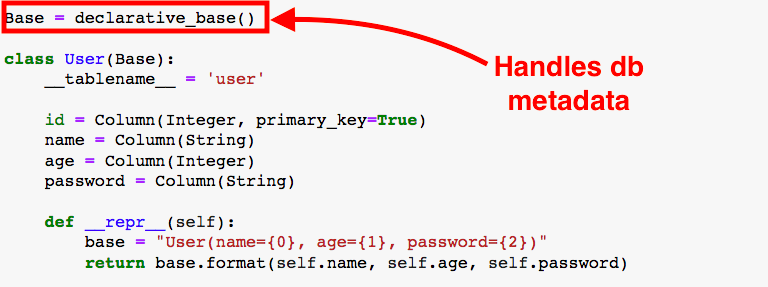 Base = declarative_base()
Handles db
metadata
class User(Base):
    __tablename__ = 'user'
    id = Column(Integer, primary_key=True)
    name = Column(String)
    age = Column(Integer)
    password = Column(String)
    def __repr__(self):
        base = "User(name={0}, age={1}, password={2})"
        return base.format(self.name, self.age, self.password)